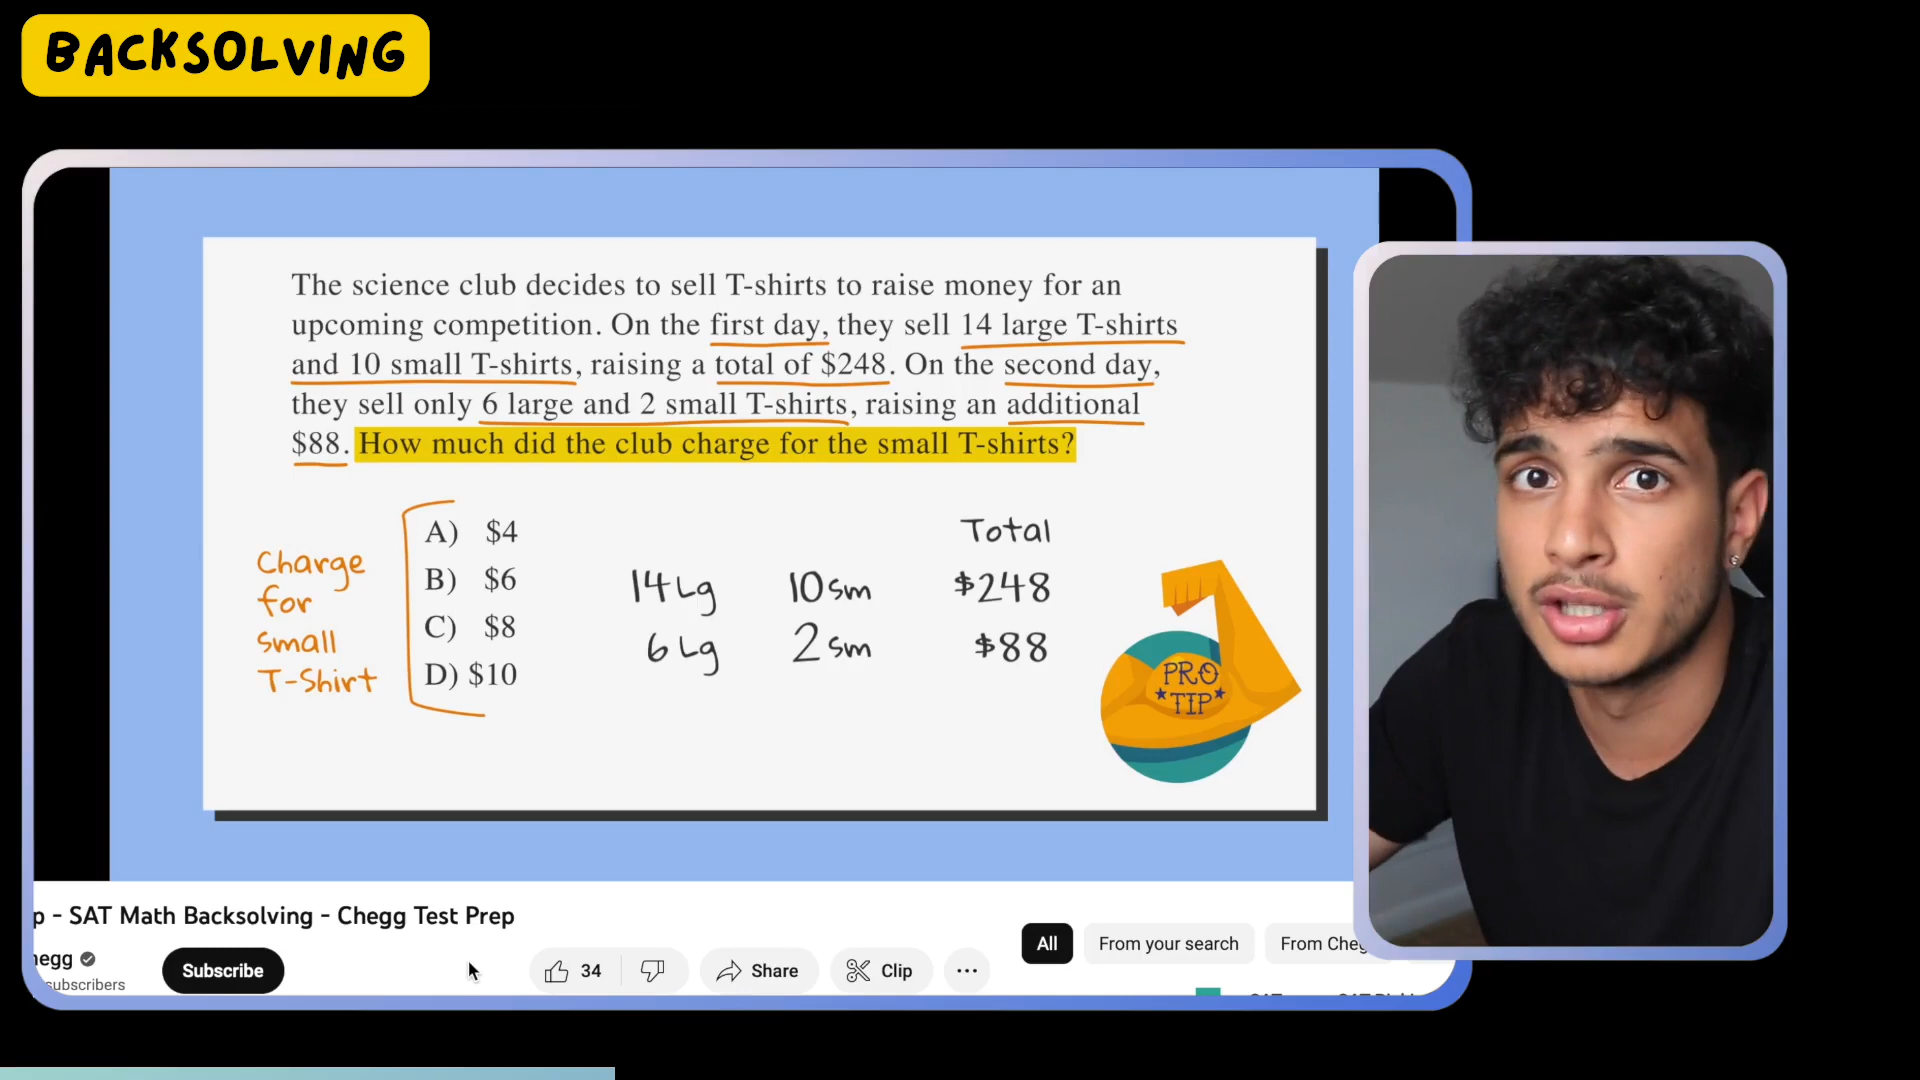 BACKSOLVING
The science club decides to sell T-shirts to raise money for an
upcoming competition. On the first day, they sell 14 large T-shirts
and 10 small T-shirts, raising a total of $248. On the second day,
they sell only 6 large and 2 small T-shirts, raising an additional
$88. How much did the club charge for the small T-shirts?
Charge
for
small
T-Shirt
A) $4
B) $6
C) $8
D) $10
Total
14 Lg 10 sm $248
6 Lg 2 sm $88
PRO
TIP
p - SAT Math Backsolving - Chegg Test Prep
hegg
subscribers
Subscribe
34
Share
Clip
All
From your search
From Cheg